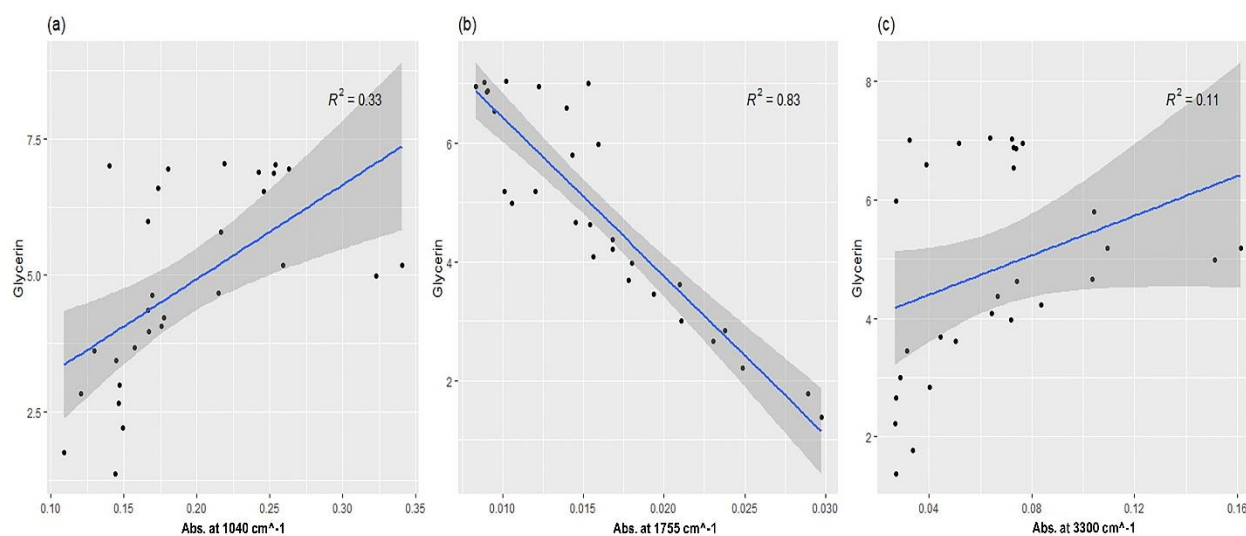 (a)
R² = 0.33
7.5
5.0
2.5
Glycerin
0.10 0.15 0.20 0.25 0.30 0.35
Abs. at 1040 cm^-1
(b)
R² = 0.83
6
4
2
Glycerin
0.010 0.015 0.020 0.025 0.030
Abs. at 1755 cm^-1
(c)
R² = 0.11
8
6
4
2
Glycerin
0.04 0.08 0.12 0.16
Abs. at 3300 cm^-1